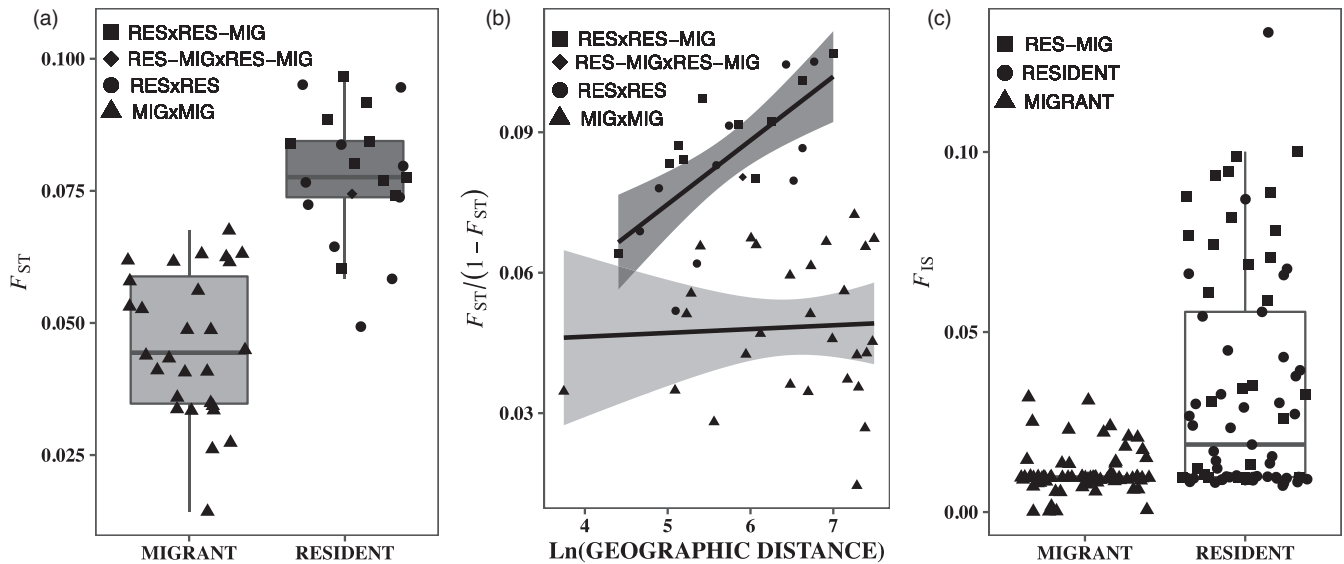 (a)
RESxRES−MIG
RES−MIGxRES−MIG
RESxRES
MIGxMIG
0.100
0.075
0.050
0.025
FST
MIGRANT
RESIDENT
(b)
RESxRES−MIG
RES−MIGxRES−MIG
RESxRES
MIGxMIG
0.09
0.06
0.03
FST/(1−FST)
4
5
6
7
Ln(GEOGRAPHIC DISTANCE)
(c)
RES−MIG
RESIDENT
MIGRANT
0.10
0.05
0.00
FIS
MIGRANT
RESIDENT